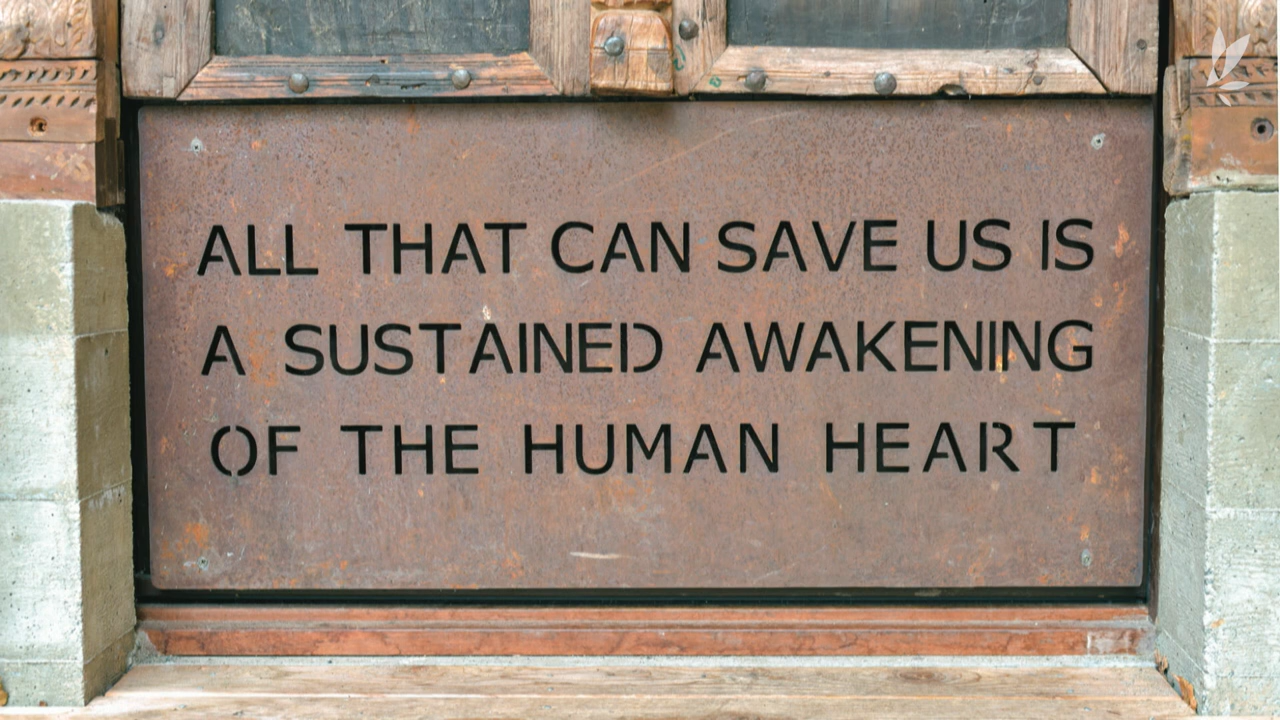 ALL THAT CAN SAVE US IS
A SUSTAINED AWAKENING
OF THE HUMAN HEART